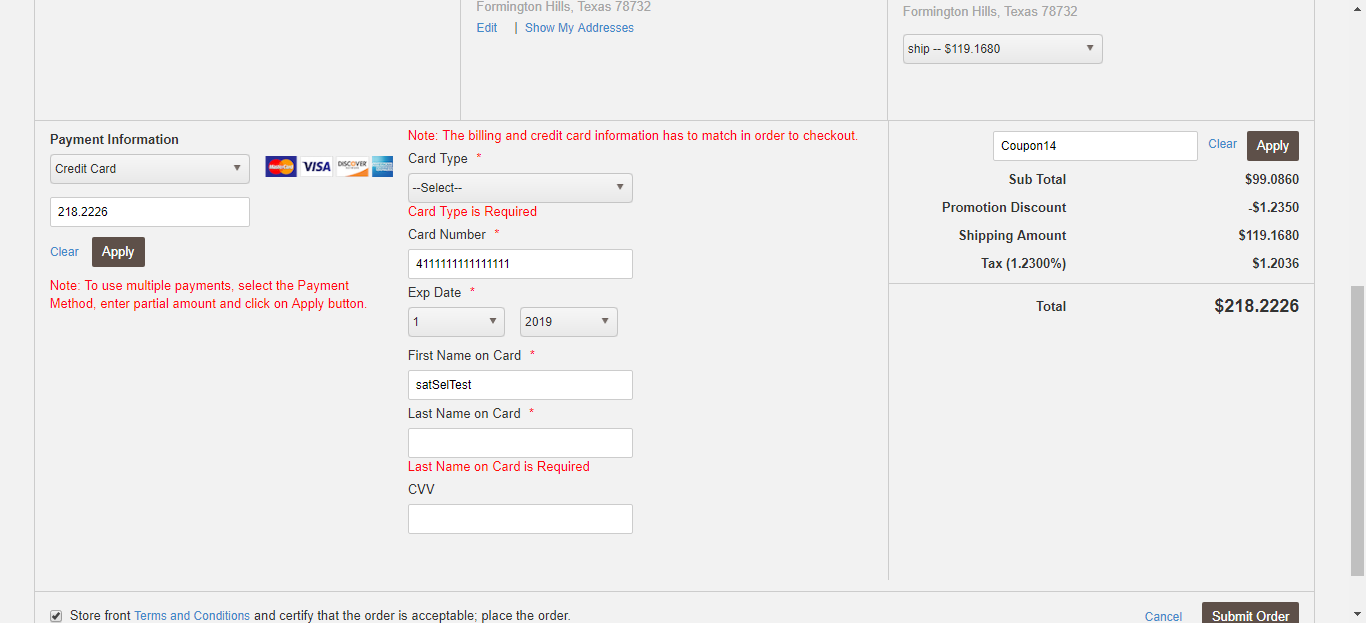 Formington Hills, Texas 78732
Edit | Show My Addresses
Formington Hills, Texas 78732
ship -- $119.1680
Payment Information
Credit Card
MasterCard VISA DISCOVER
218.2226
Clear Apply
Note: To use multiple payments, select the Payment
Method, enter partial amount and click on Apply button.
Note: The billing and credit card information has to match in order to checkout.
Card Type *
--Select--
Card Type is Required
Card Number *
4111111111111111
Exp Date *
1 2019
First Name on Card *
satSelTest
Last Name on Card *
Last Name on Card is Required
CVV
Coupon14 Clear Apply
Sub Total $99.0860
Promotion Discount -$1.2350
Shipping Amount $119.1680
Tax (1.2300%) $1.2036
Total $218.2226
Store front Terms and Conditions and certify that the order is acceptable; place the order.
Cancel Submit Order